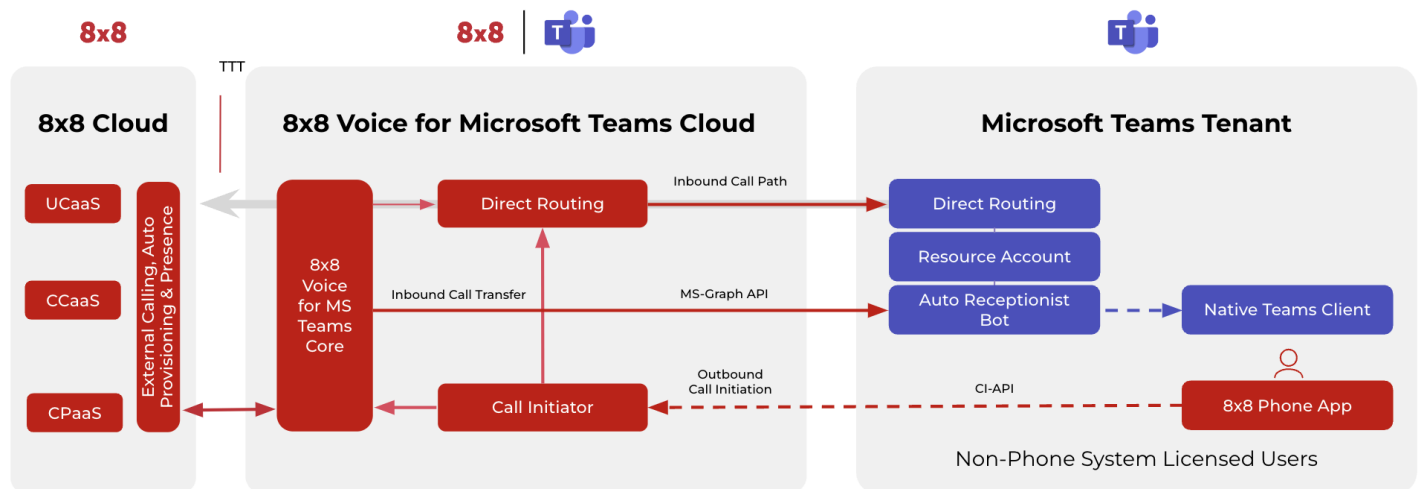 8x8
8x8
T
T
TTT
8x8 Cloud
8x8 Voice for Microsoft Teams Cloud
Microsoft Teams Tenant
UCaaS
CCaaS
CPaaS
External Calling, Auto
Provisioning & Presence
8x8
Voice
for MS
Teams
Core
Direct Routing
Inbound Call Path
Direct Routing
Resource Account
Inbound Call Transfer
MS-Graph API
Auto Receptionist
Bot
Native Teams Client
Call Initiator
Outbound
Call Initiation
CI-API
8x8 Phone App
Non-Phone System Licensed Users